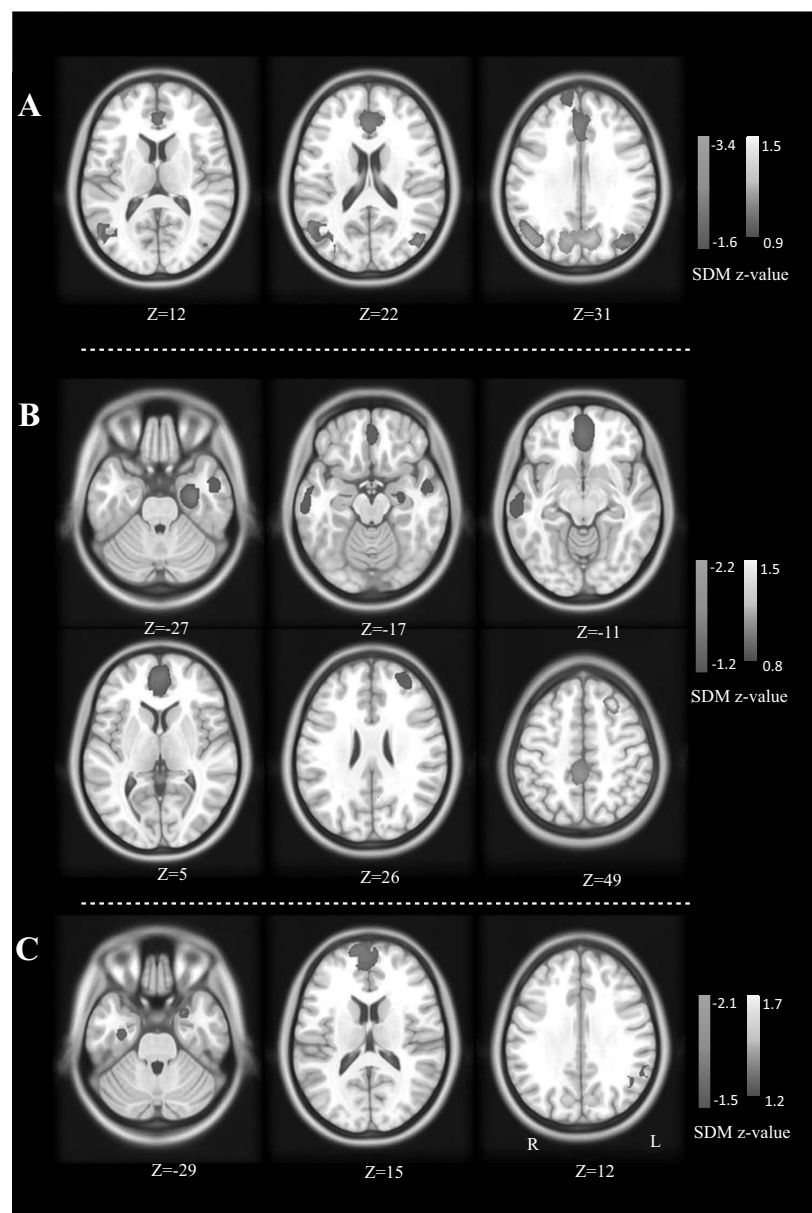 A
-3.4 1.5
-1.6 0.9
SDM z-value
Z=12 Z=22 Z=31
B
Z=-27 Z=-17 Z=-11
-2.2 1.5
-1.2 0.8
SDM z-value
Z=5 Z=26 Z=49
C
-2.1 1.7
-1.5 1.2
SDM z-value
R L
Z=-29 Z=15 Z=12